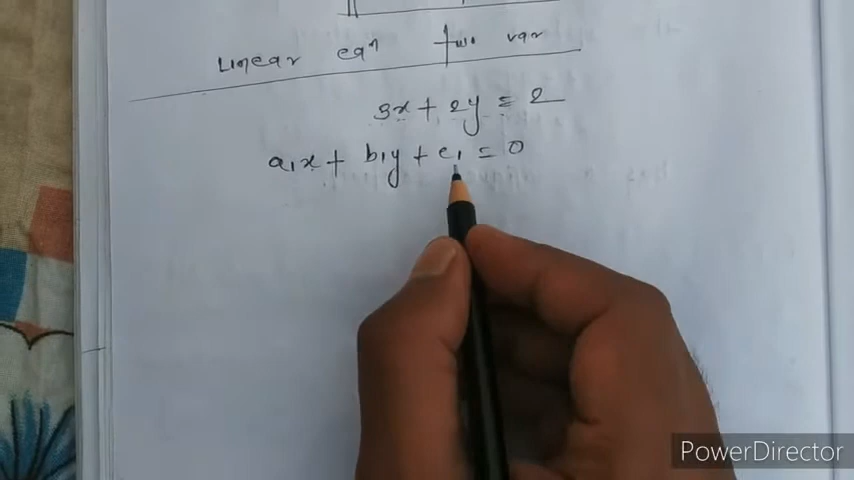 Linear eqn two var
3x + 2y = 2
a₁x + b₁y + c₁ = 0
PowerDirector